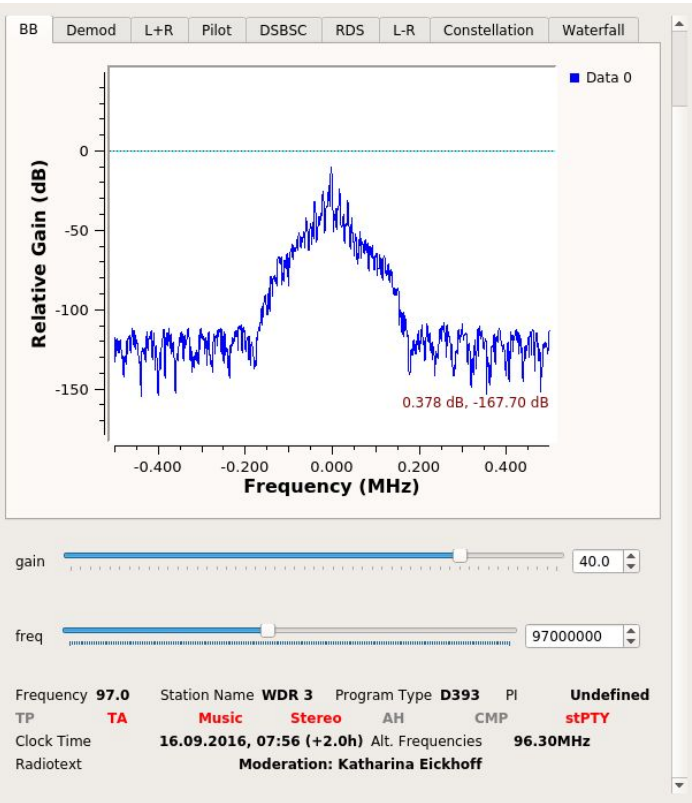 BB Demod L+R Pilot DSBSC RDS L-R Constellation Waterfall
Data 0
Relative Gain (dB)
0
-50
-100
-150
0.378 dB, -167.70 dB
-0.400 -0.200 0.000 0.200 0.400
Frequency (MHz)
gain 40.0
freq 97000000
Frequency 97.0 Station Name WDR 3 Program Type D393 PI Undefined
TP TA Music Stereo AH CMP stPTY
Clock Time 16.09.2016, 07:56 (+2.0h) Alt. Frequencies 96.30MHz
Radiotext Moderation: Katharina Eickhoff